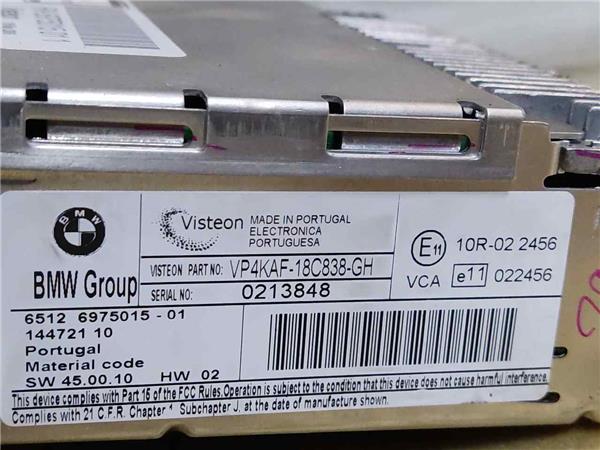 BMW
BMW Group
Visteon
MADE IN PORTUGAL
ELECTRONICA
PORTUGUESA
VISTEON PART NO: VP4KAF-18C838-GH
SERIAL NO: 0213848
E11 10R-02 2456
VCA e11 022456
6512 6975015 - 01
144721 10
Portugal
Material code
SW 45.00.10 HW 02
This device complies with Part 16 of the FCC Rules.Operation is subject to the condition that this device does not cause harmful interference.
Complies with 21 C.F.R. Chapter 1 Subchapter J, at the date of manufacture.